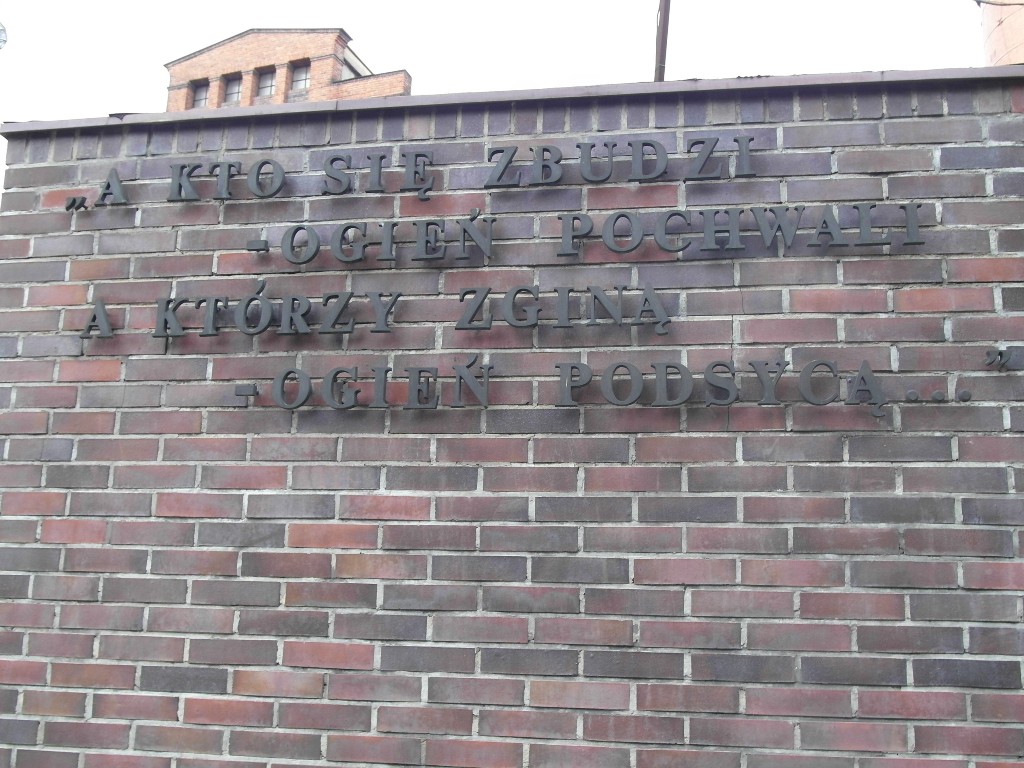 „A KTO SIĘ ZBUDZI
-OGIEŃ POCHWALI
A KTÓRZY ZGINĄ
-OGIEŃ PODSYCĄ...."